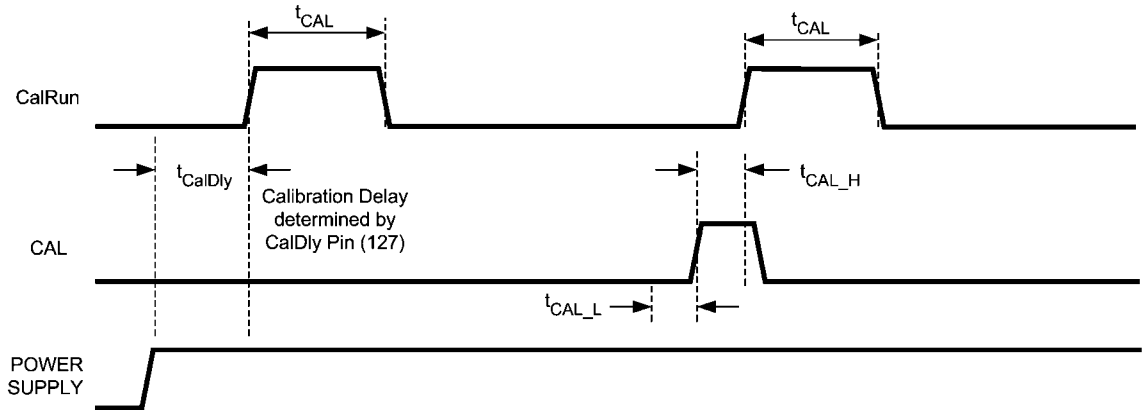 tCAL
tCAL
CalRun
tCalDly
tCAL_H
Calibration Delay
determined by
CalDly Pin (127)
CAL
tCAL_L
POWER
SUPPLY